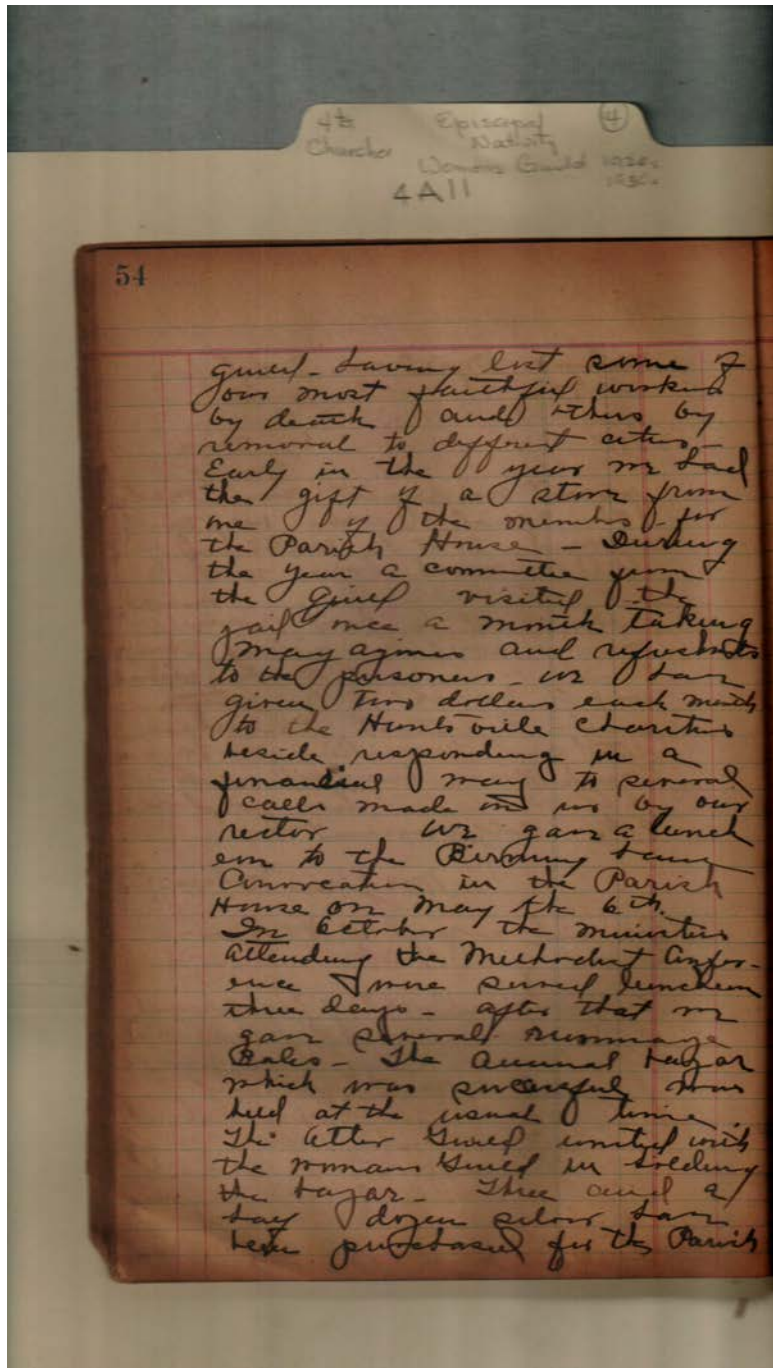 4th Episcopal 4
Churches Nativity
Womens Guild 1920s
1930s
4A11
54
guild - having lost some of
our most faithful workers
by death and others by
removal to different cities -
Early in the year we had
the gift of a stove from
one of the members for
the Parish House - During
the year a committee from
the guild visited the
jail once a month taking
magazines and refreshments
to the prisoners - we have
given two dollars each month
to the Huntsville Charities
beside responding in a
financial way to several
calls made on us by our
rector we gave a lunch
eon to the Birmingham
Convocation in the Parish
House on May the 6th.
In October the ministers
attending the Methodist Confer-
ence were served luncheon
three days - after that we
gave several rummage
Sales - The annual bazar
which was successful was
held at the usual time.
The Alter Guild united with
the womans Guild in holding
the bazar - Three and a
half dozen silver have
been purchased for the Parish